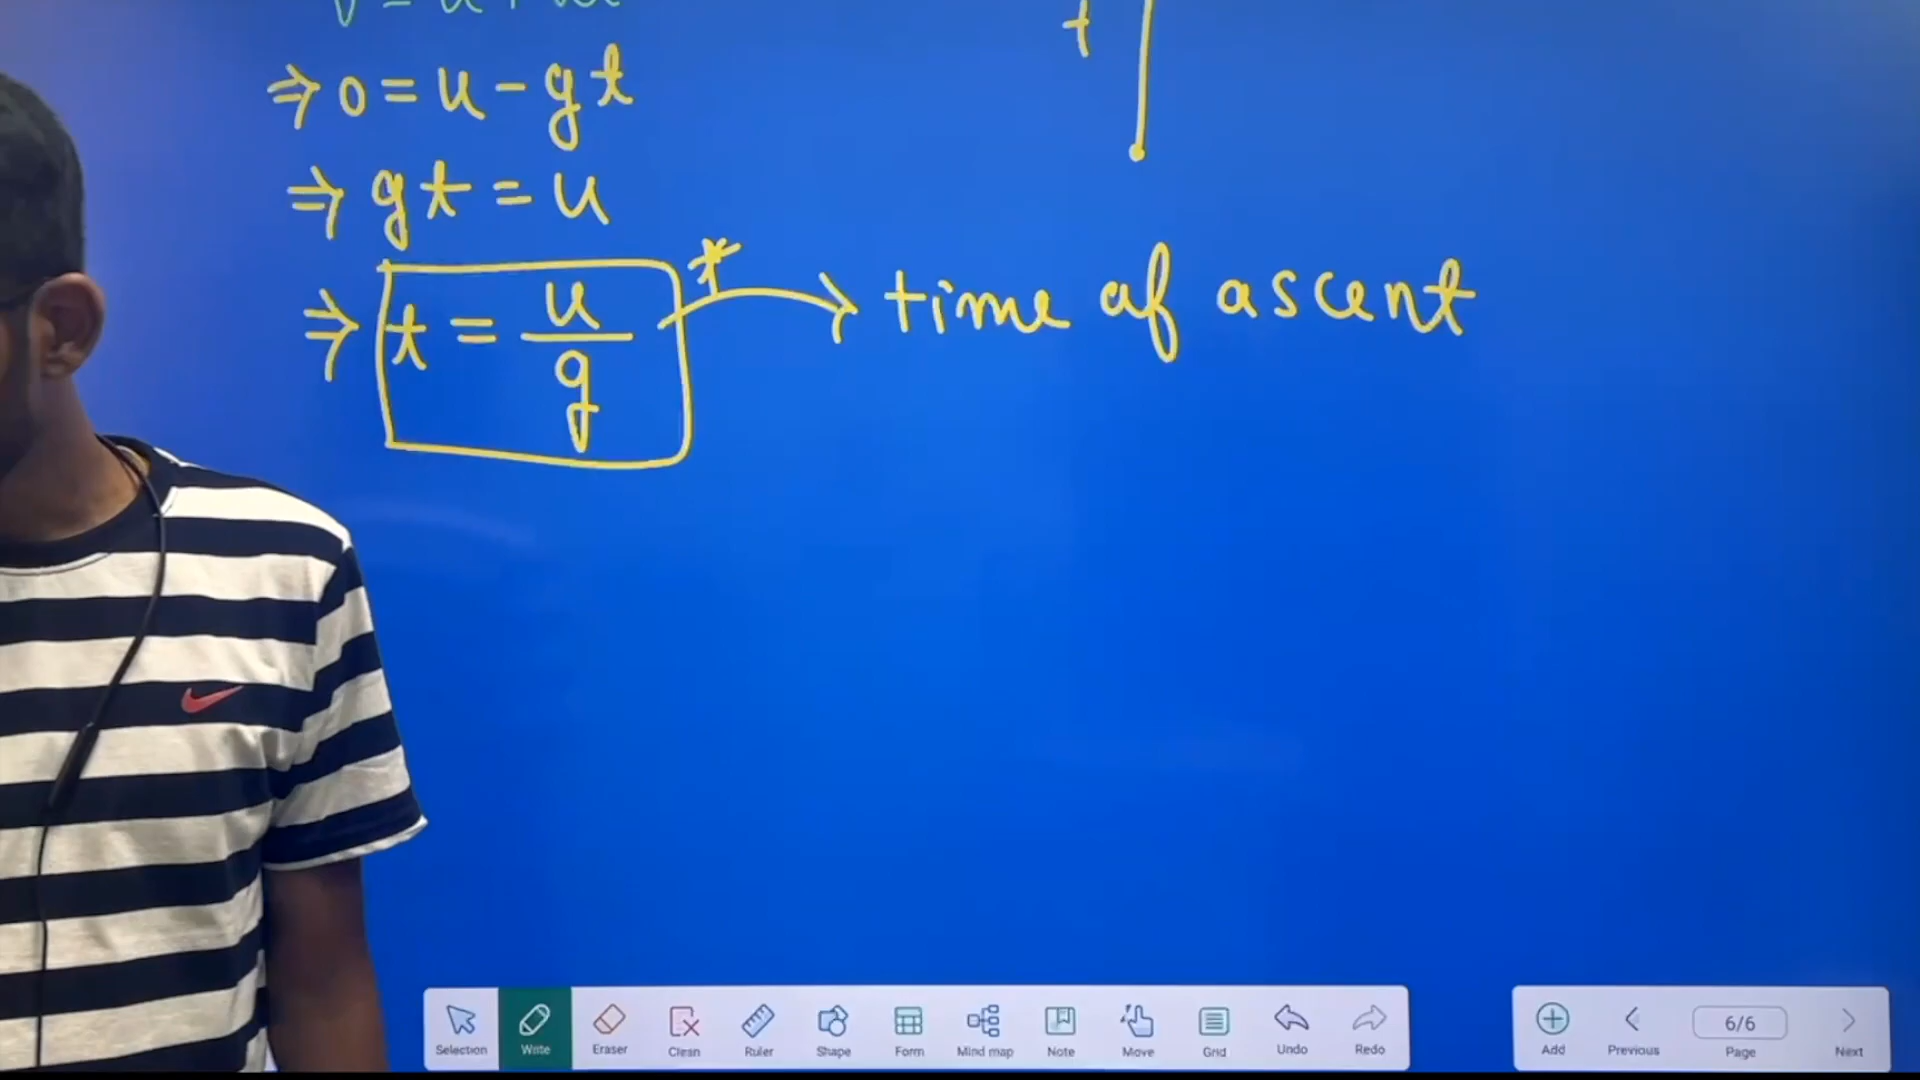 ⇒ 0 = u - gt
t
⇒ gt = u
⇒ t = u/g * → time of ascent
Selection Write Eraser Clean Ruler Shape Form Mind map Note Move Grid Undo Redo
6/6
Add Previous Page Next